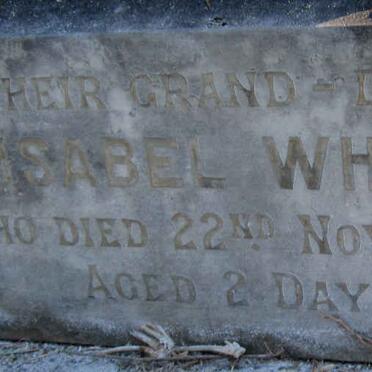 HEIR GRAND-
ISABEL WH
HO DIED 22ND NOV
AGED 2 DAY